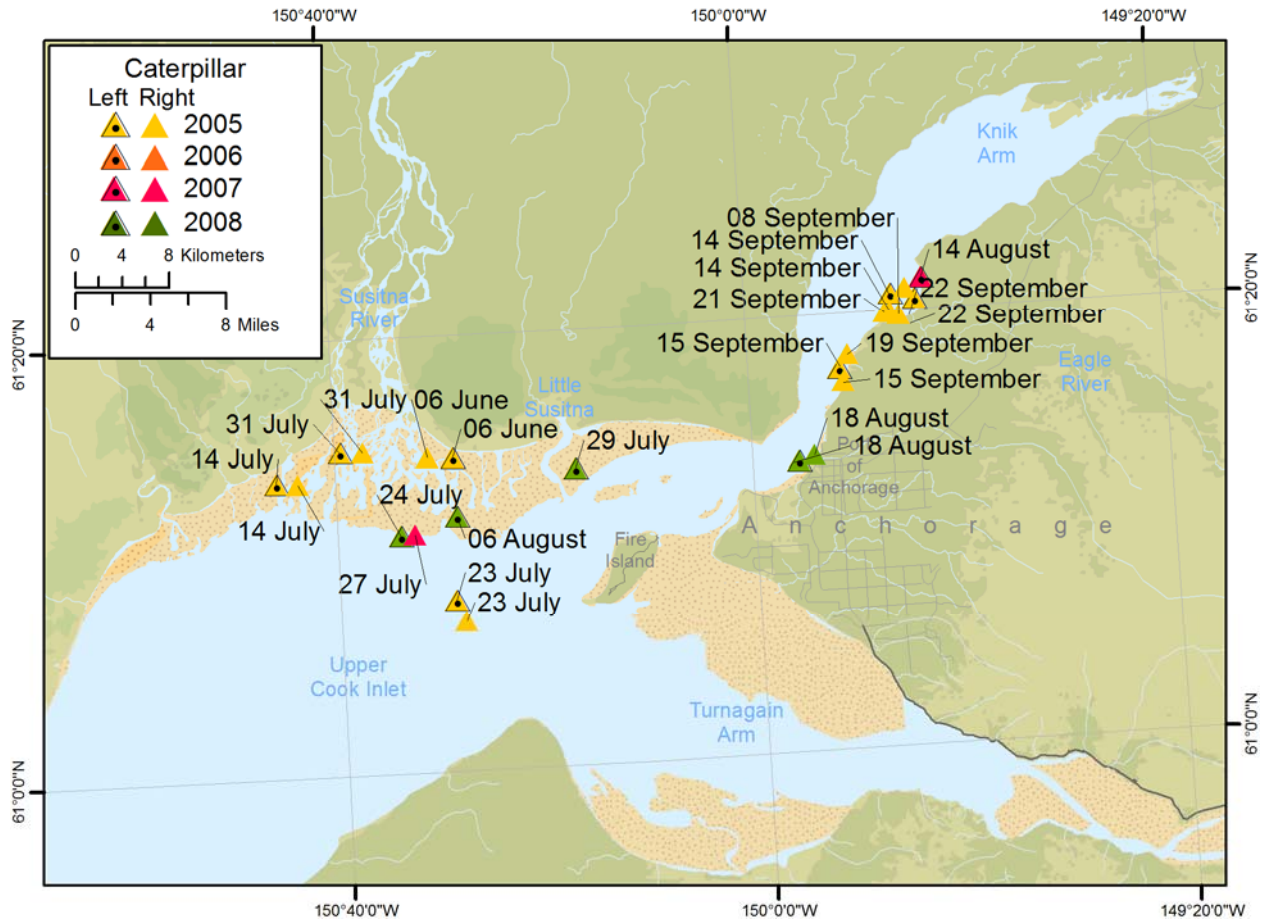 150°40'0"W
150°0'0"W
149°20'0"W
Caterpillar
Left Right
2005
2006
2007
2008
0 4 8 Kilometers
0 4 8 Miles
Knik
Arm
08 September
14 September
14 September
21 September
14 August
22 September
22 September
61°20'0"N
Susitna
River
15 September
19 September
15 September
Eagle
River
61°20'0"N
Little
Susitna
31 July
06 June
31 July
06 June
29 July
18 August
18 August
14 July
Port
of
Anchorage
24 July
14 July
06 August
Fire
Island
Anchorage
27 July
23 July
23 July
Upper
Cook Inlet
Turnagain
Arm
61°0'0"N
61°0'0"N
150°40'0"W
150°0'0"W
149°20'0"W